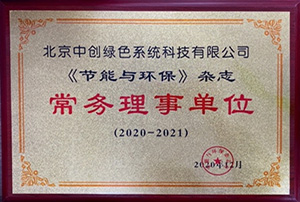 北京中创绿色系统科技有限公司
《节能与环保》杂志
常务理事单位
(2020-2021)
2020年12月